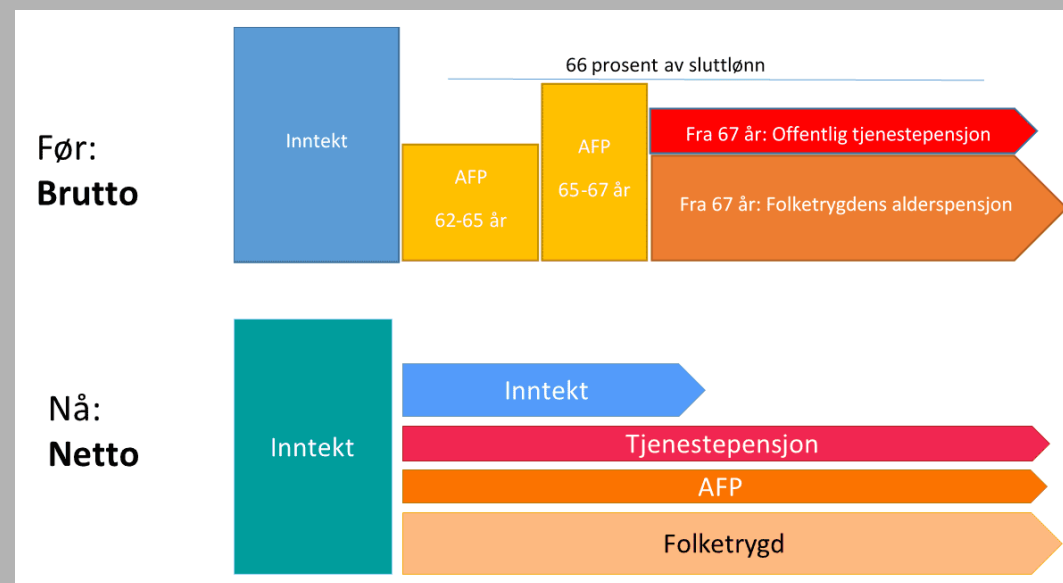 66 prosent av sluttlønn
Før:
Brutto
Inntekt
AFP
62-65 år
AFP
65-67 år
Fra 67 år: Offentlig tjenestepensjon
Fra 67 år: Folketrygdens alderspensjon
Nå:
Netto
Inntekt
Inntekt
Tjenestepensjon
AFP
Folketrygd